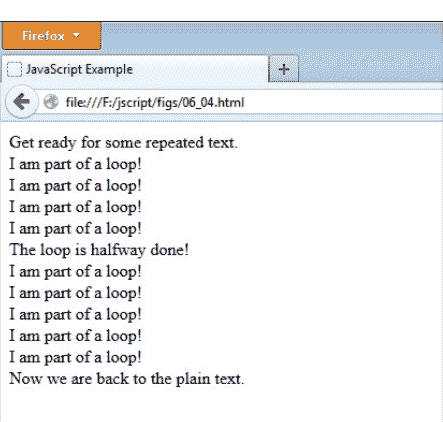 Firefox
JavaScript Example
+
file:///F:/jscript/figs/06_04.html
Get ready for some repeated text.
I am part of a loop!
I am part of a loop!
I am part of a loop!
I am part of a loop!
The loop is halfway done!
I am part of a loop!
I am part of a loop!
I am part of a loop!
I am part of a loop!
I am part of a loop!
Now we are back to the plain text.